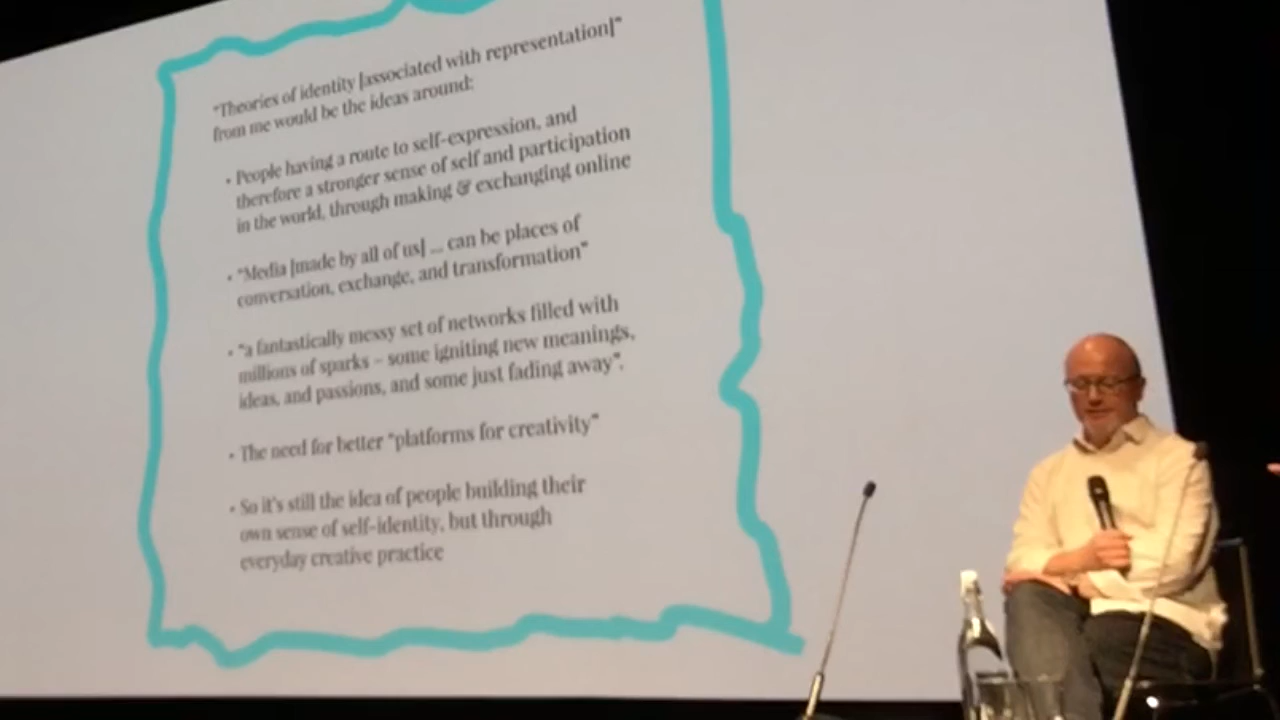 "Theories of identity [associated with representation]"
from me would be the ideas around:
• People having a route to self-expression, and
therefore a stronger sense of self and participation
in the world, through making & exchanging online
• "Media [made by all of us] ... can be places of
conversation, exchange, and transformation"
• "a fantastically messy set of networks filled with
millions of sparks – some igniting new meanings,
ideas, and passions, and some just fading away".
• The need for better "platforms for creativity"
• So it's still the idea of people building their
own sense of self-identity, but through
everyday creative practice